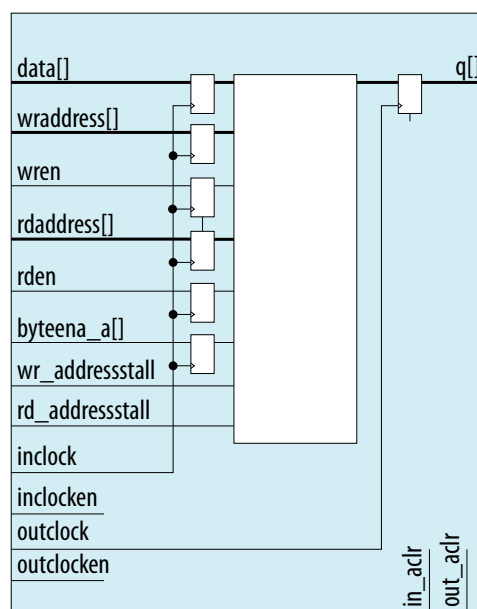 data[]
q[]
wraddress[]
wren
rdaddress[]
rden
byteena_a[]
wr_addressstall
rd_addressstall
inclock
inclocken
outclock
outclocken
in_aclr
out_aclr